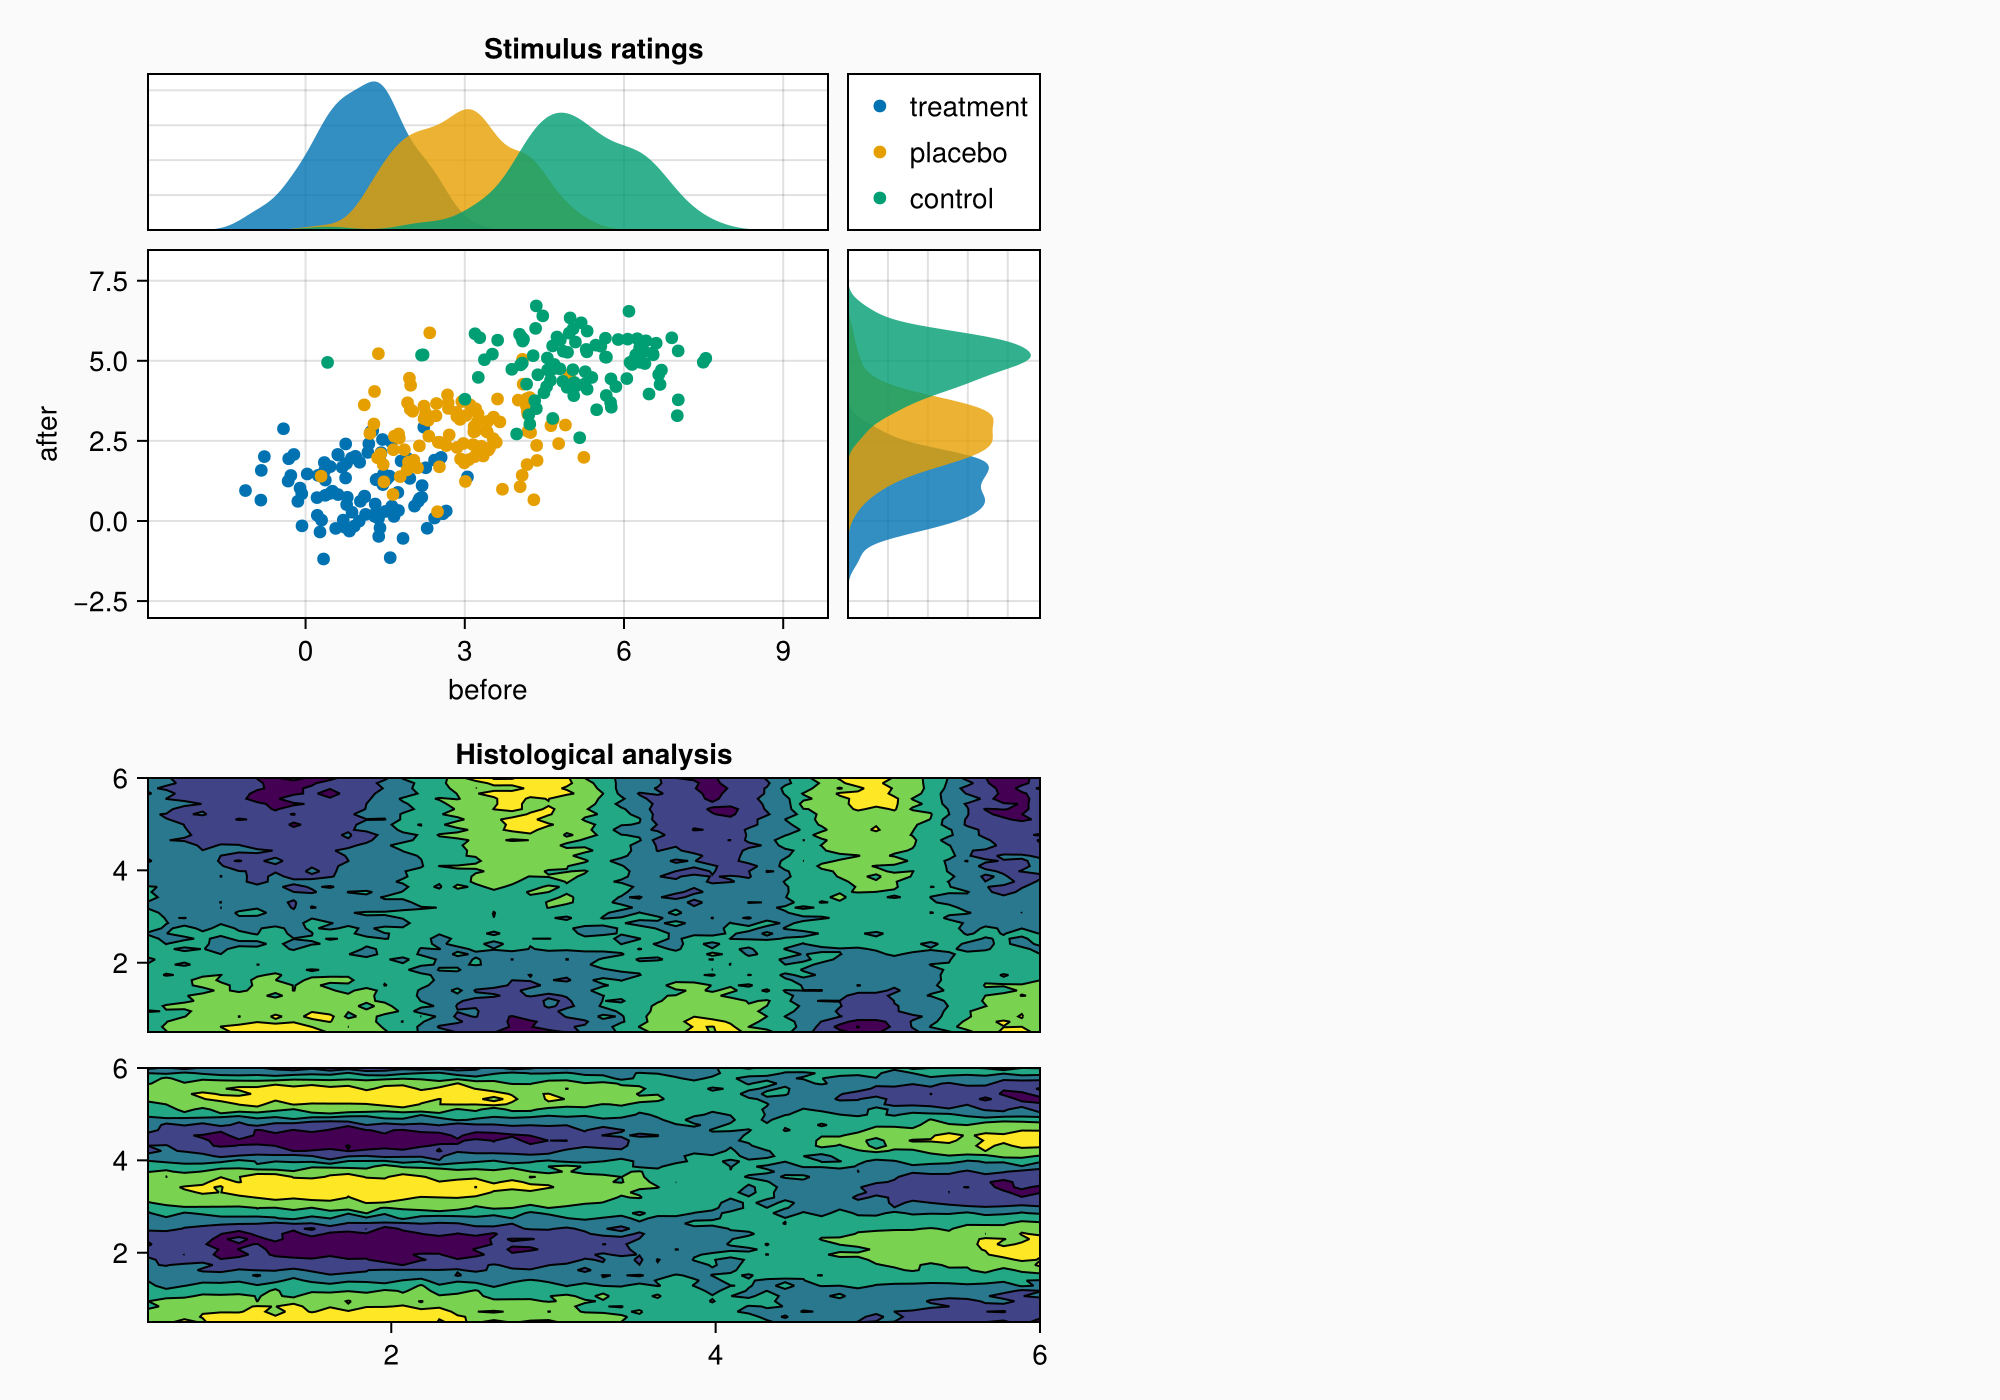 Stimulus ratings
treatment
placebo
control
7.5
5.0
2.5
0.0
−2.5
after
0 3 6 9
before
Histological analysis
6
4
2
6
4
2
2 4 6